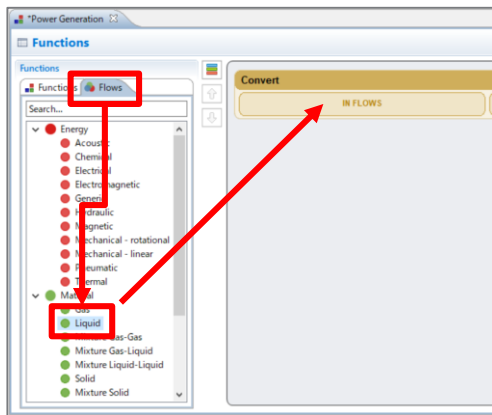 *Power Generation
Functions
Functions
Functions Flows
Search...
Energy
Acoustic
Chemical
Electrical
Electromagnetic
Generic
Hydraulic
Magnetic
Mechanical - rotational
Mechanical - linear
Pneumatic
Thermal
Material
Gas
Liquid
Mixture Gas-Gas
Mixture Gas-Liquid
Mixture Liquid-Liquid
Solid
Mixture Solid
Convert
IN FLOWS